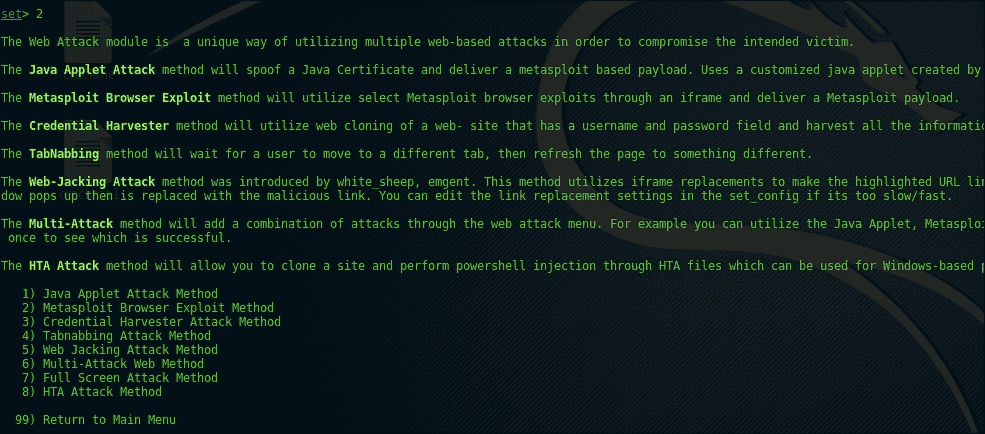 set> 2
The Web Attack module is  a unique way of utilizing multiple web-based attacks in order to compromise the intended victim.
The Java Applet Attack method will spoof a Java Certificate and deliver a metasploit based payload. Uses a customized java applet created by
The Metasploit Browser Exploit method will utilize select Metasploit browser exploits through an iframe and deliver a Metasploit payload.
The Credential Harvester method will utilize web cloning of a web- site that has a username and password field and harvest all the
The TabNabbing method will wait for a user to move to a different tab, then refresh the page to something different.
The Web-Jacking Attack method was introduced by white_sheep, emgent. This method utilizes iframe replacements to make the highlighted URL
dow pops up then is replaced with the malicious link. You can edit the link replacement settings in the set_config if its too slow/fast.
The Multi-Attack method will add a combination of attacks through the web attack menu. For example you can utilize the Java Applet,
once to see which is successful.
The HTA Attack method will allow you to clone a site and perform powershell injection through HTA files which can be used for Windows-based
1) Java Applet Attack Method
2) Metasploit Browser Exploit Method
3) Credential Harvester Attack Method
4) Tabnabbing Attack Method
5) Web Jacking Attack Method
6) Multi-Attack Web Method
7) Full Screen Attack Method
8) HTA Attack Method
99) Return to Main Menu